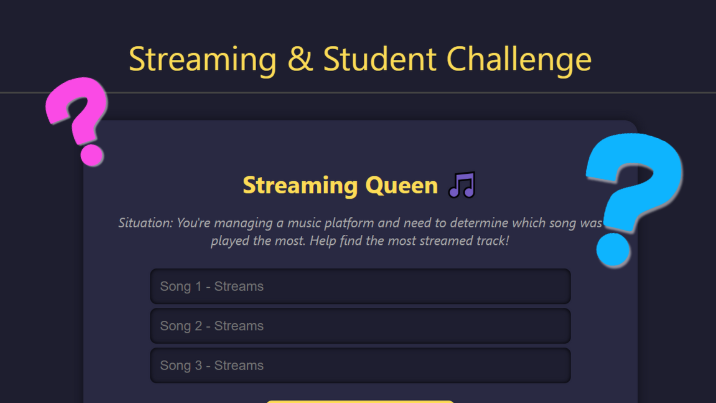 Streaming & Student Challenge
Streaming Queen
Situation: You're managing a music platform and need to determine which song was
played the most. Help find the most streamed track!
Song 1 - Streams
Song 2 - Streams
Song 3 - Streams